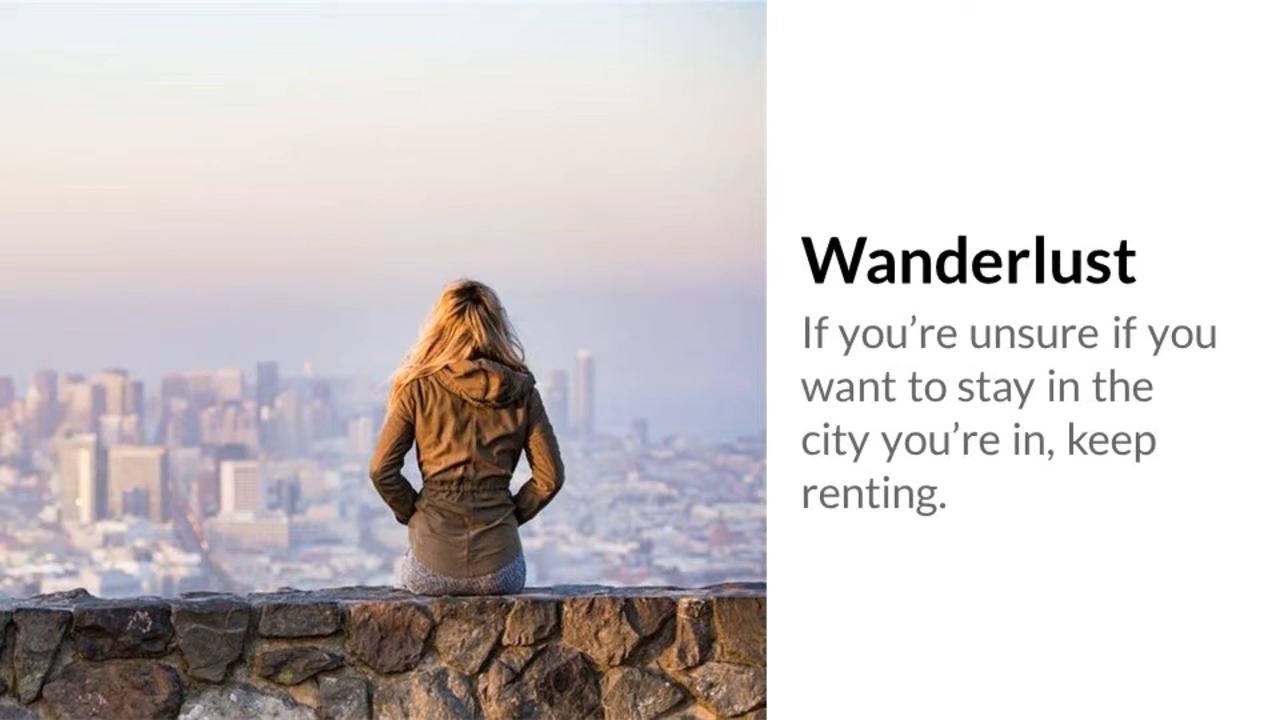 Wanderlust
If you’re unsure if you
want to stay in the
city you’re in, keep
renting.